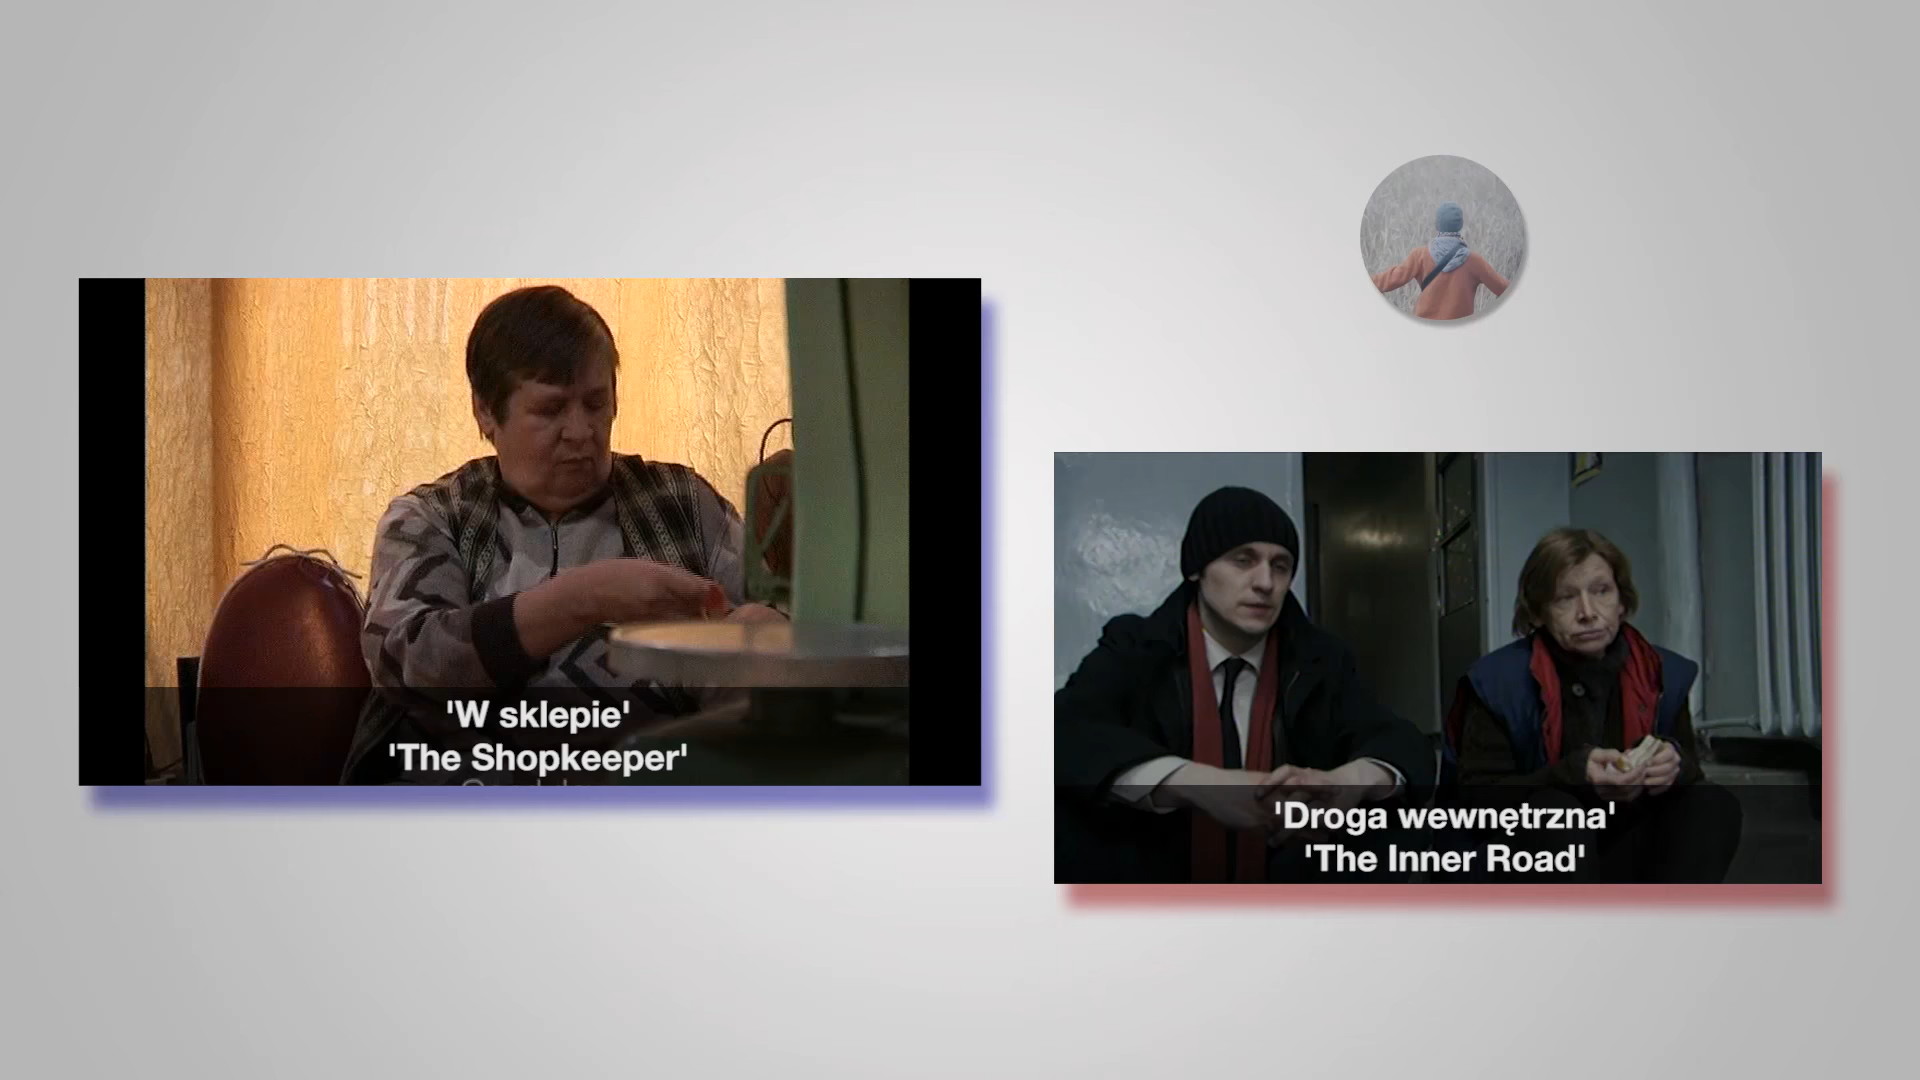 'W sklepie'
'The Shopkeeper'
'Droga wewnętrzna'
'The Inner Road'